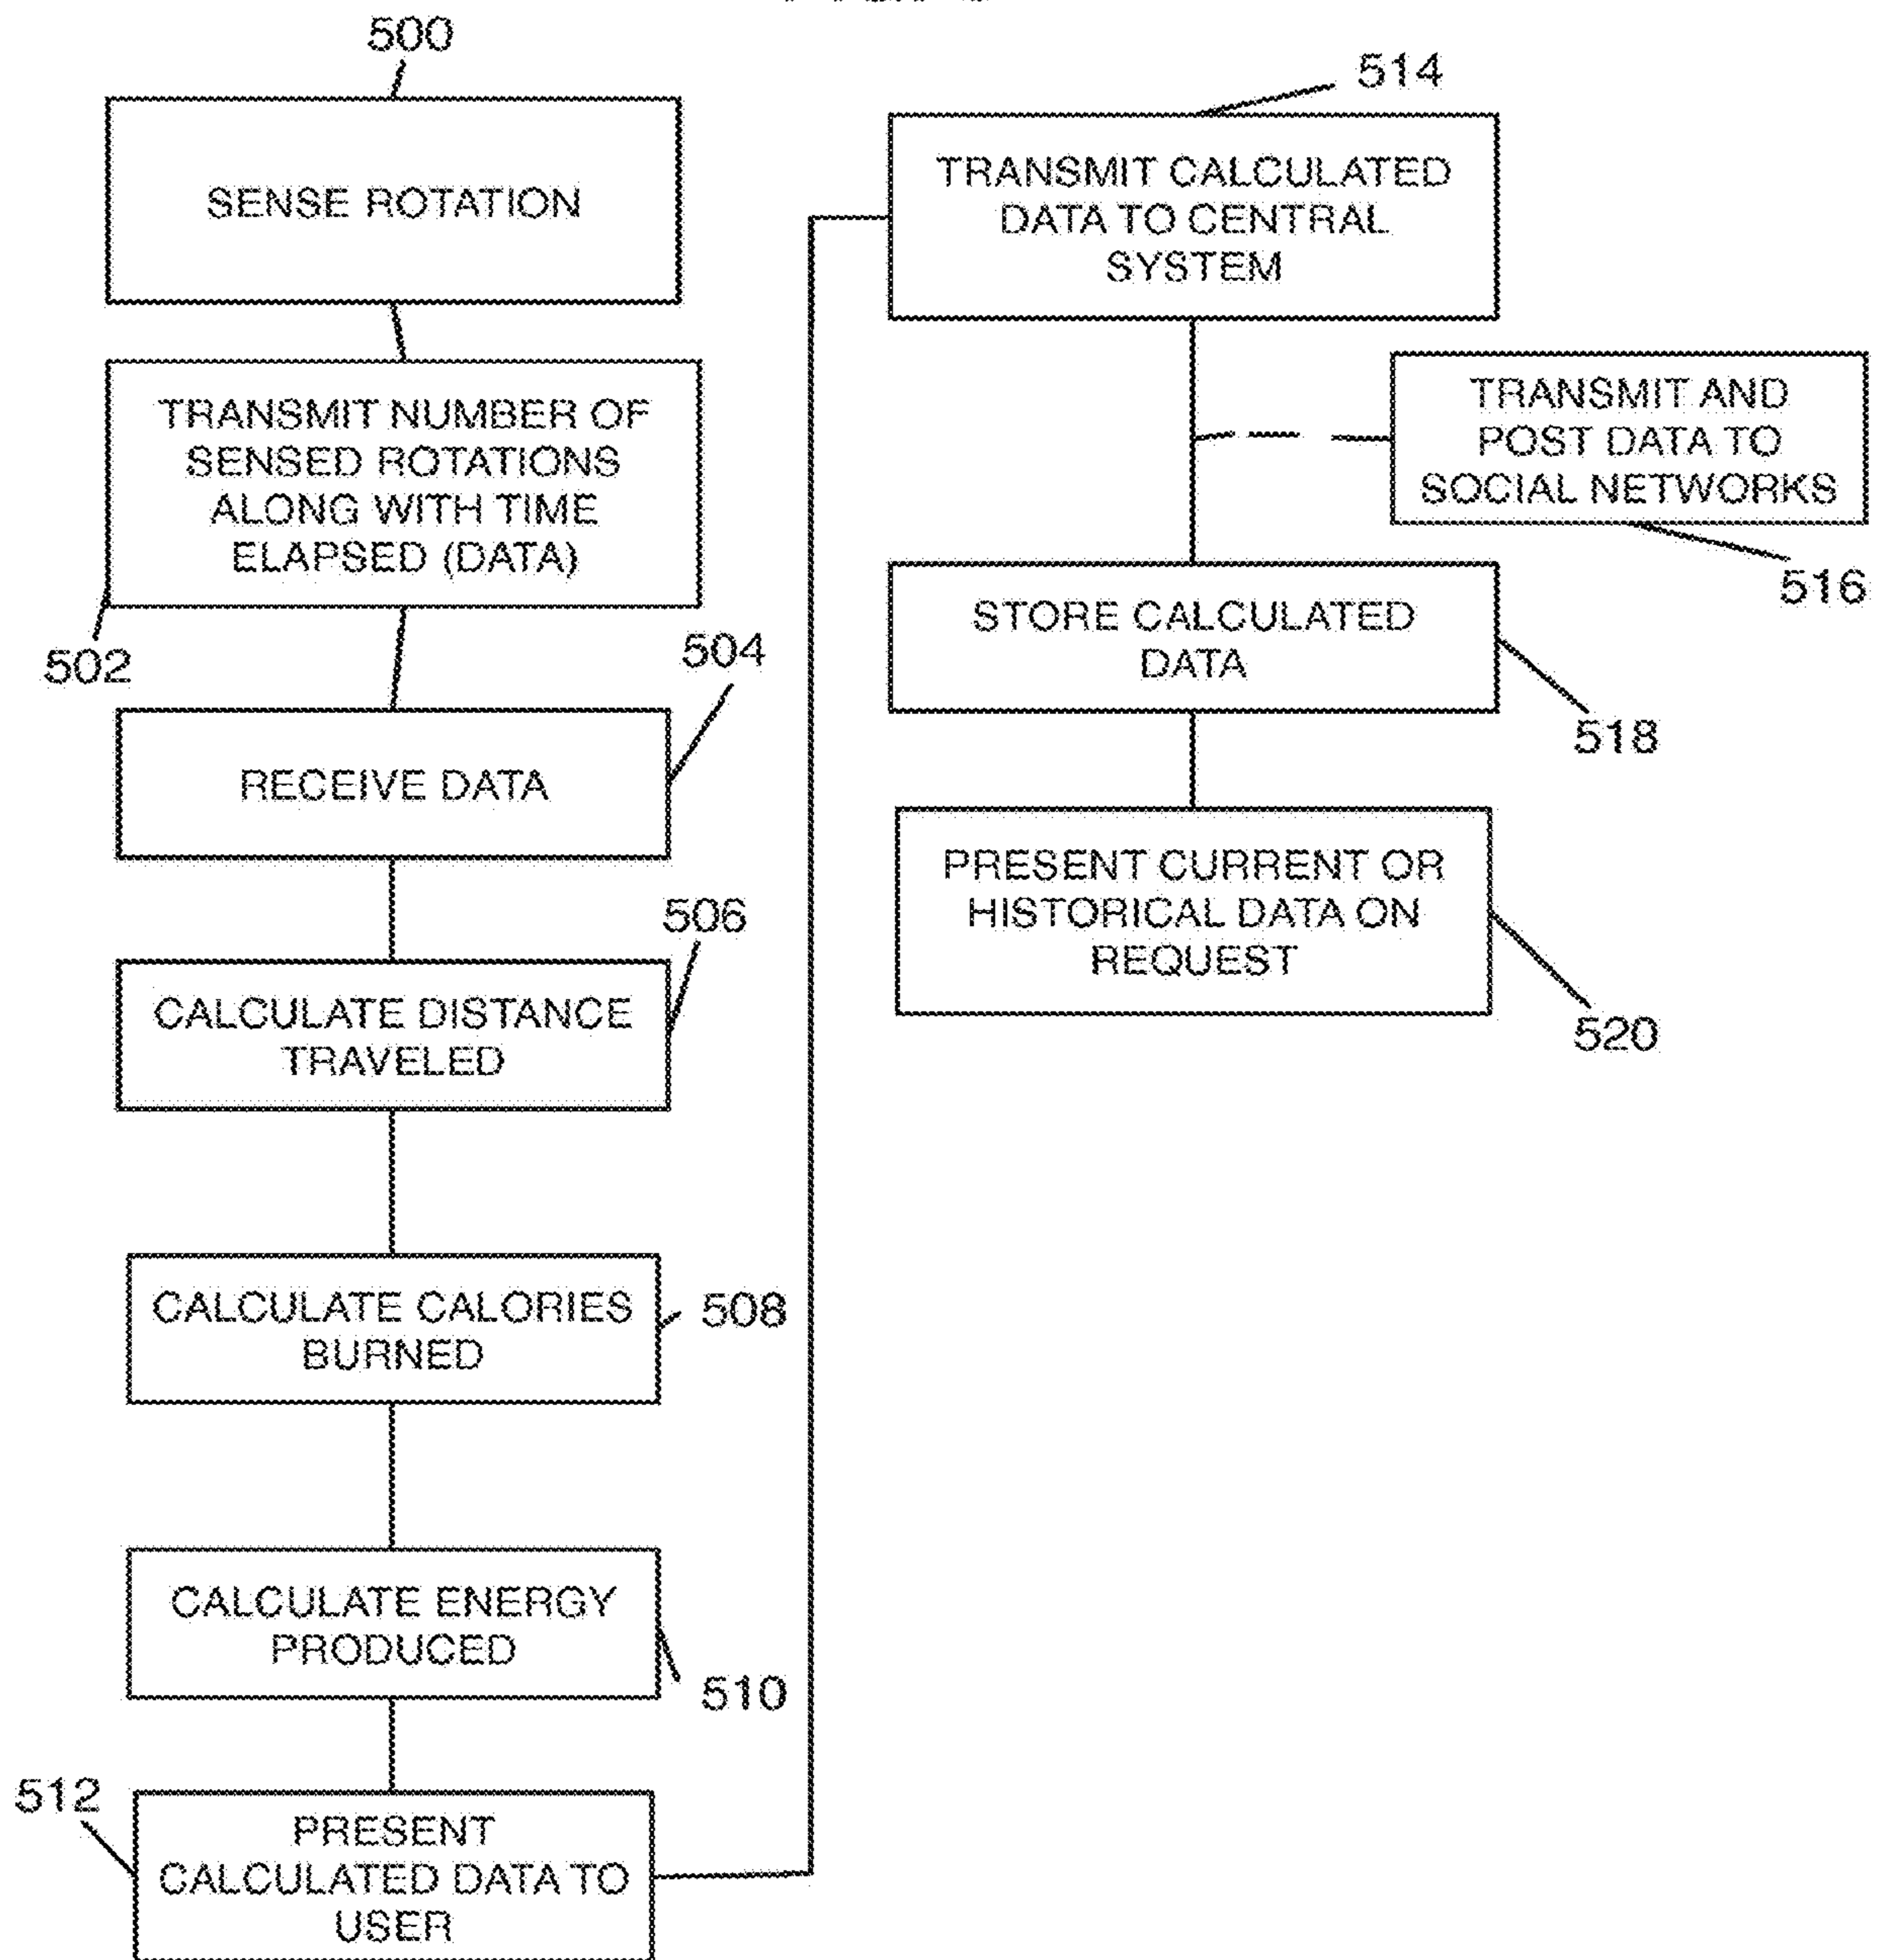 500
SENSE ROTATION
TRANSMIT NUMBER OF
SENSED ROTATIONS
ALONG WITH TIME
ELAPSED (DATA)
502
504
RECEIVE DATA
506
CALCULATE DISTANCE
TRAVELED
CALCULATE CALORIES
BURNED
508
CALCULATE ENERGY
PRODUCED
510
512
PRESENT
CALCULATED DATA TO
USER
514
TRANSMIT CALCULATED
DATA TO CENTRAL
SYSTEM
TRANSMIT AND
POST DATA TO
SOCIAL NETWORKS
516
STORE CALCULATED
DATA
518
PRESENT CURRENT OR
HISTORICAL DATA ON
REQUEST
520